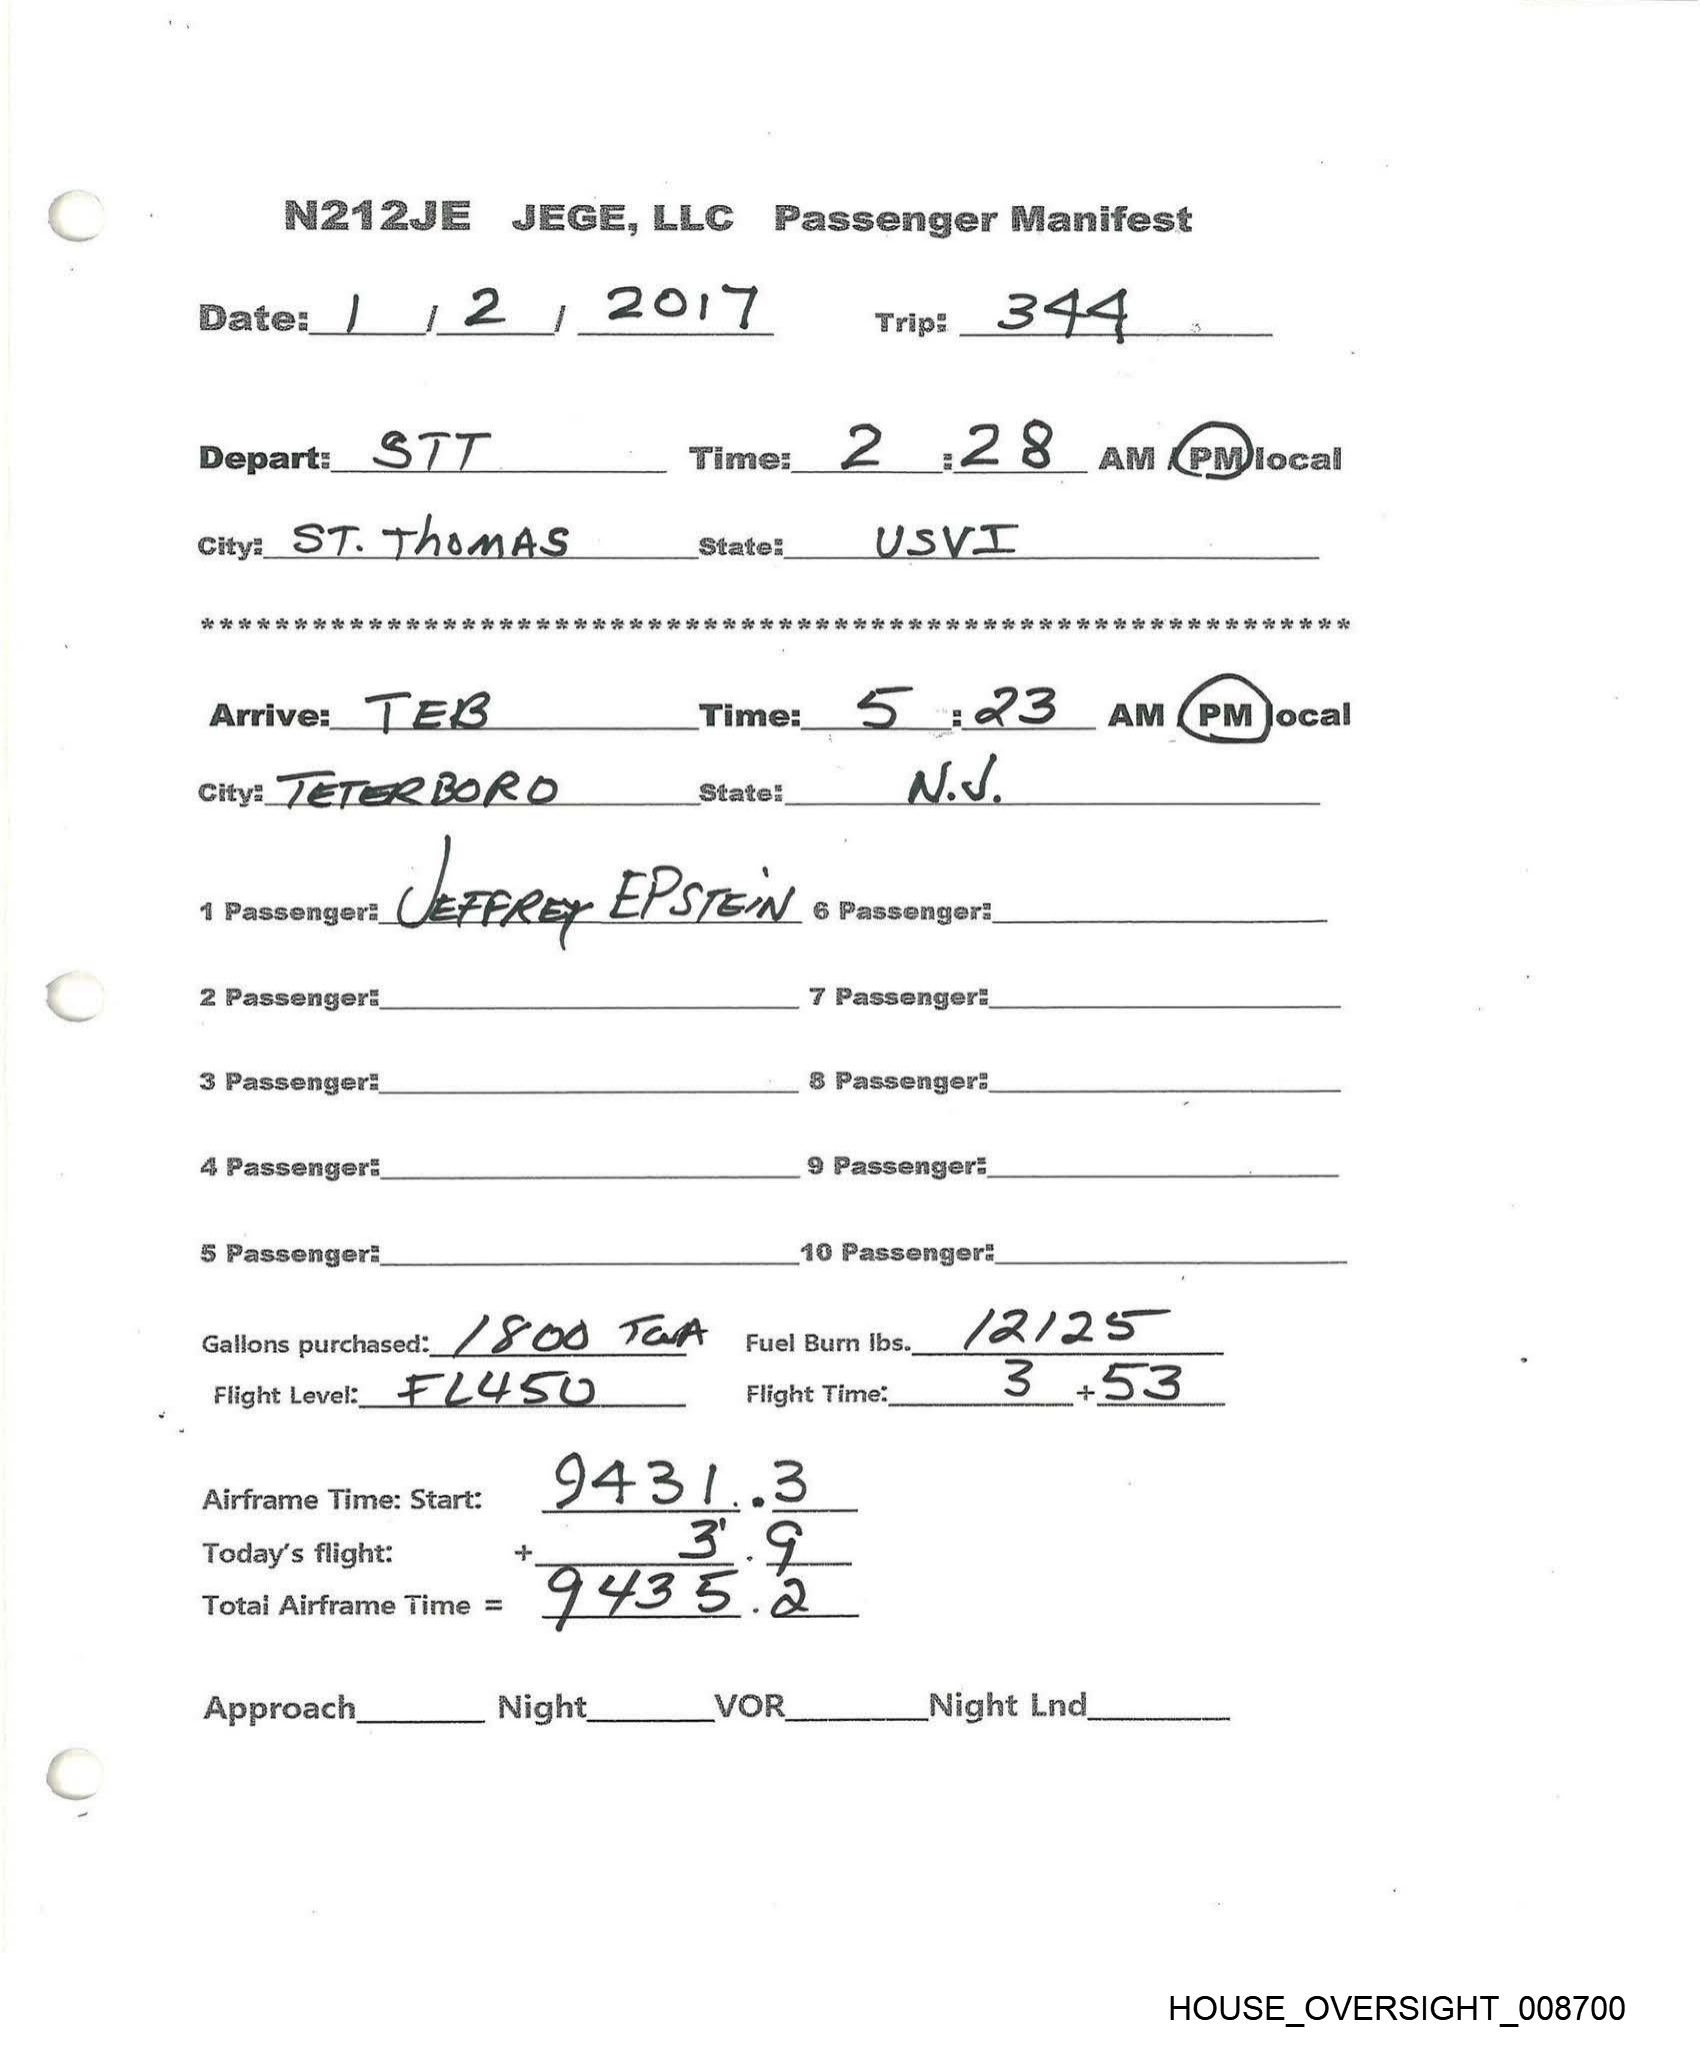 N212JE JEGE, LLC Passenger Manifest
Date: 1 / 2 / 2017 Trip: 344
Depart: STT Time: 2 : 28 AM / PM local
City: ST. THOMAS State: USVI
***************************************************************
Arrive: TEB Time: 5 : 23 AM PM local
City: TETERBORO State: N.J.
1 Passenger: JEFFREY EPSTEIN 6 Passenger:
2 Passenger: 7 Passenger:
3 Passenger: 8 Passenger:
4 Passenger: 9 Passenger:
5 Passenger: 10 Passenger:
Gallons purchased: 1800 Fuel Burn lbs. 12125
Flight Level: FL450 Flight Time: 3 + 53
Airframe Time: Start: 9431.3
Today's flight: + 3.9
Total Airframe Time = 9435.2
Approach Night VOR Night Lnd
HOUSE_OVERSIGHT_008700